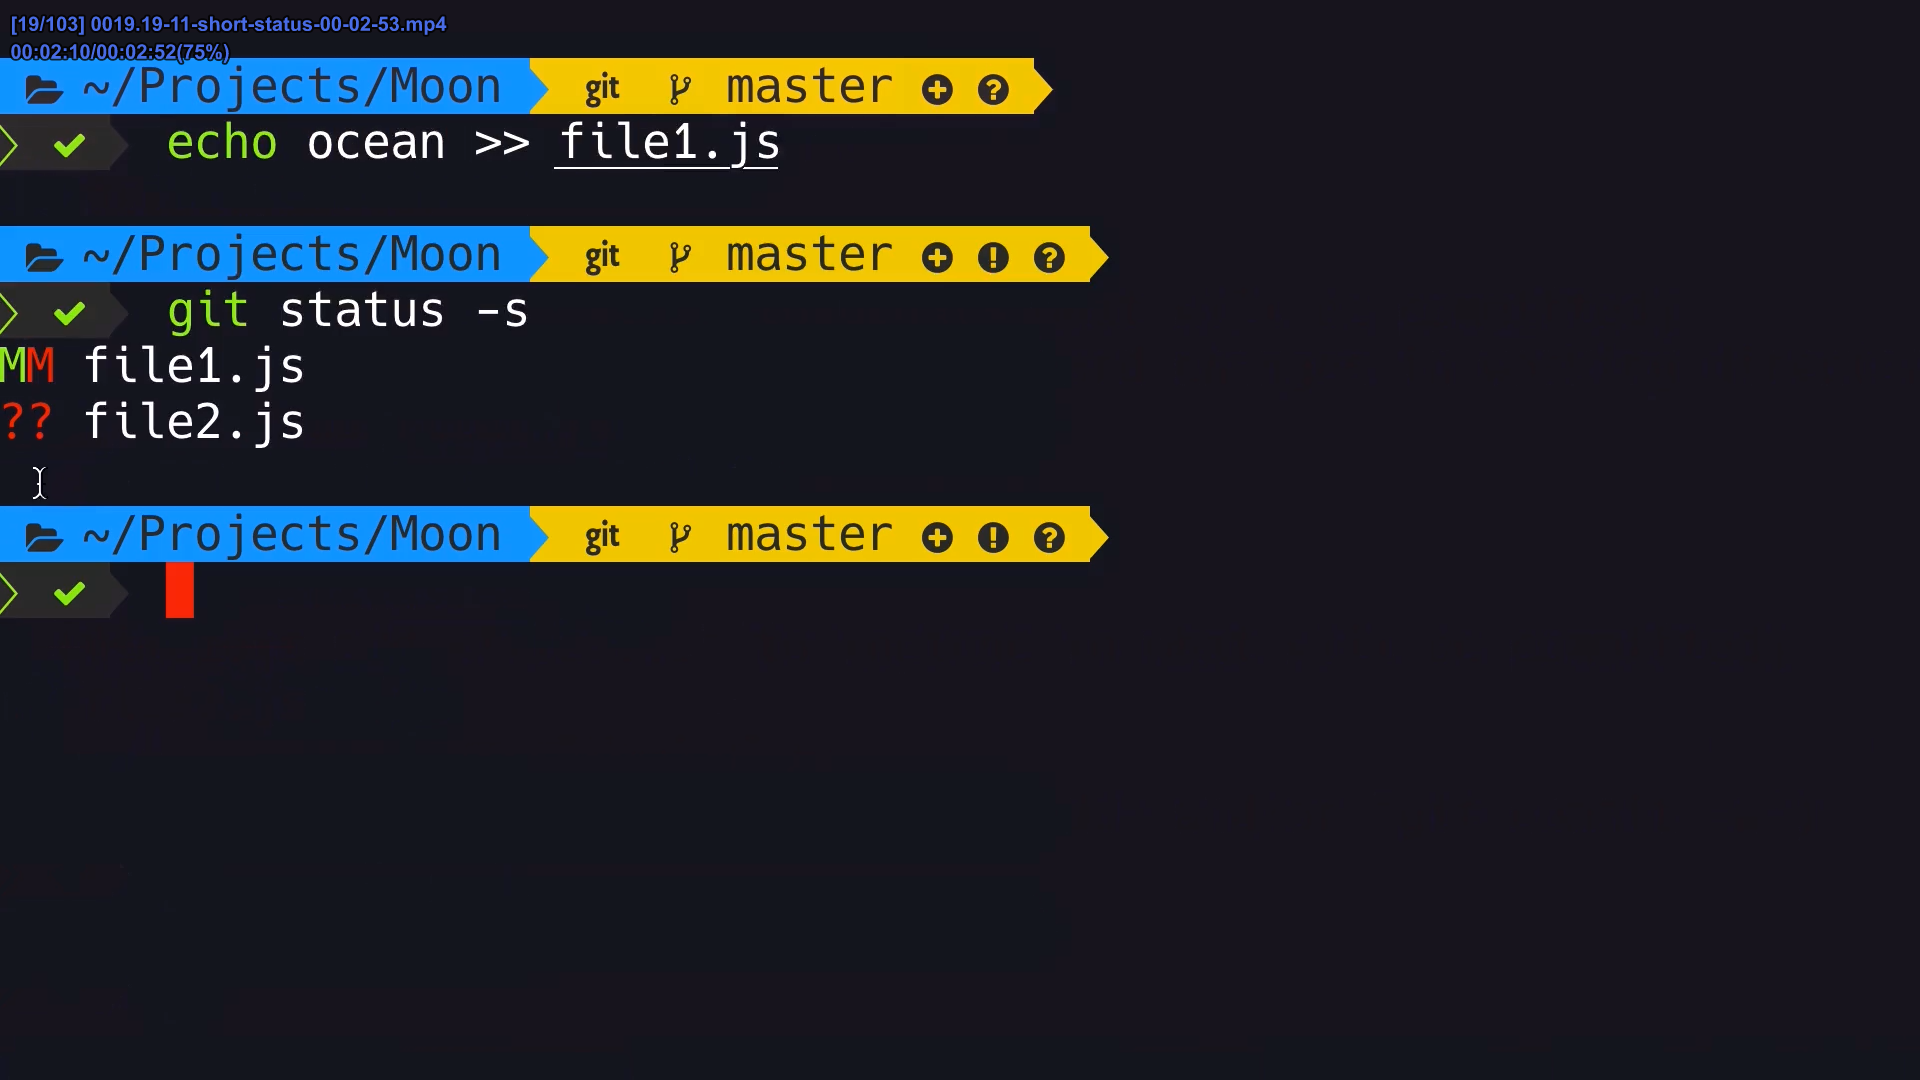 [19/103] 0019.19-11-short-status-00-02-53.mp4
00:02:10/00:02:52(75%)
~/Projects/Moon git master
echo ocean >> file1.js
~/Projects/Moon git master
git status -s
MM file1.js
?? file2.js
~/Projects/Moon git master